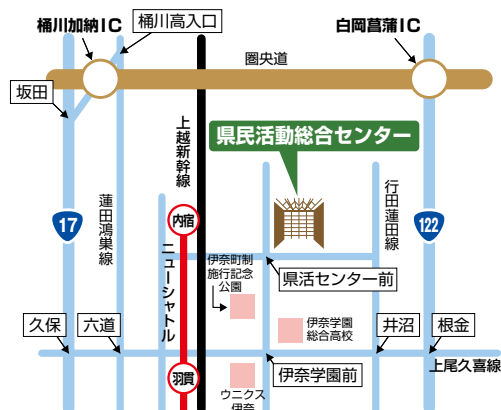 桶川加納IC
桶川高入口
白岡菖蒲IC
圏央道
坂田
上越新幹線
県民活動総合センター
蓮田鴻巣線
行田蓮田線
17
内宿
122
ニューシャトル
伊奈町制
施行記念
公園
県活センター前
久保
六道
伊奈学園
総合高校
井沼
根金
上尾久喜線
羽貫
伊奈学園前
ウニクス
伊奈